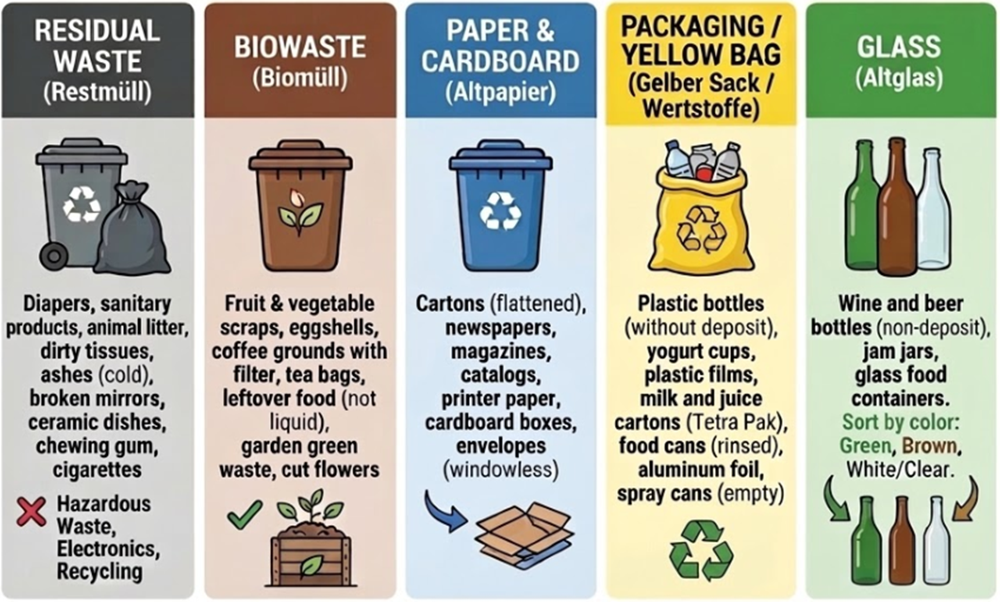 RESIDUAL
WASTE
(Restmüll)
Diapers, sanitary
products, animal litter,
dirty tissues,
ashes (cold),
broken mirrors,
ceramic dishes,
chewing gum,
cigarettes
Hazardous
Waste,
Electronics,
Recycling
BIOWASTE
(Biomüll)
Fruit & vegetable
scraps, eggshells,
coffee grounds with
filter, tea bags,
leftover food (not
liquid),
garden green
waste, cut flowers
PAPER &
CARDBOARD
(Altpapier)
Cartons (flattened),
newspapers,
magazines,
catalogs,
printer paper,
cardboard boxes,
envelopes
(windowless)
PACKAGING /
YELLOW BAG
(Gelber Sack /
Wertstoffe)
Plastic bottles
(without deposit),
yogurt cups,
plastic films,
milk and juice
cartons (Tetra Pak),
food cans (rinsed),
aluminum foil,
spray cans (empty)
GLASS
(Altglas)
Wine and beer
bottles (non-deposit),
jam jars,
glass food
containers.
Sort by color:
Green, Brown,
White/Clear.